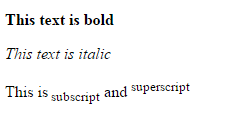 This text is bold
This text is italic
This is subscript and superscript